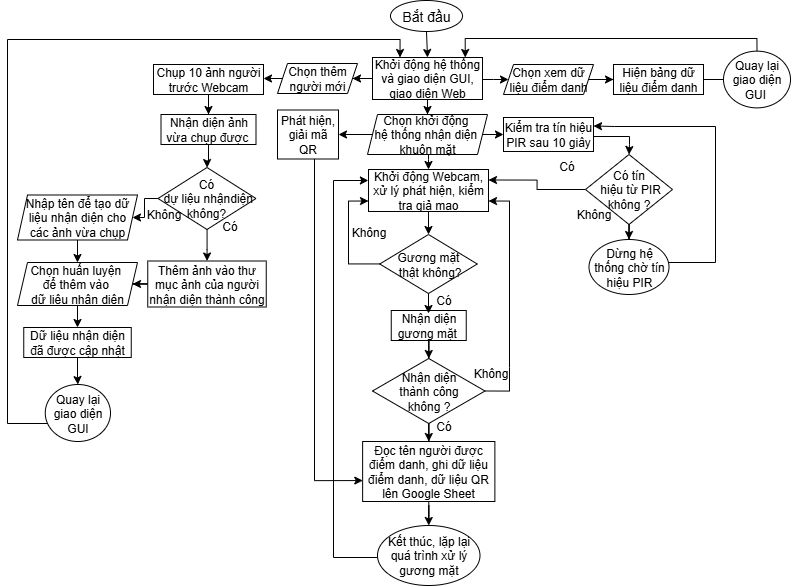 Bắt đầu
Khởi động hệ thống
và giao diện GUI,
giao diện Web
Chọn thêm
người mới
Chụp 10 ảnh người
trước Webcam
Chọn xem dữ
liệu điểm danh
Hiện bảng dữ
liệu điểm danh
Quay lại
giao diện
GUI
Nhận diện ảnh
vừa chụp được
Phát hiện,
giải mã
QR
Chọn khởi động
hệ thống nhận diện
khuôn mặt
Kiểm tra tín hiệu
PIR sau 10 giây
Có
dư liệu nhậndiện
không?
Không
Có
Nhập tên để tạo dữ
liệu nhận diện cho
các ảnh vừa chụp
Khởi động Webcam,
xử lý phát hiện, kiểm
tra giả mao
Có
Có tín
hiệu từ PIR
không ?
Không
Không
Gương mặt
thật không?
Có
Dừng hệ
thống chờ tín
hiệu PIR
Chọn huấn luyện
để thêm vào
dữ liệu nhân diên
Thêm ảnh vào thư
mục ảnh của người
nhận diện thành công
Nhận diện
gương mặt
Dữ liệu nhận diện
đã được cập nhật
Không
Nhận diện
thành công
không ?
Có
Quay lại
giao diện
GUI
Đọc tên người được
điểm danh, ghi dữ liệu
điểm danh, dữ liệu QR
lên Google Sheet
Kết thúc, lặp lại
quá trình xử lý
gương mặt